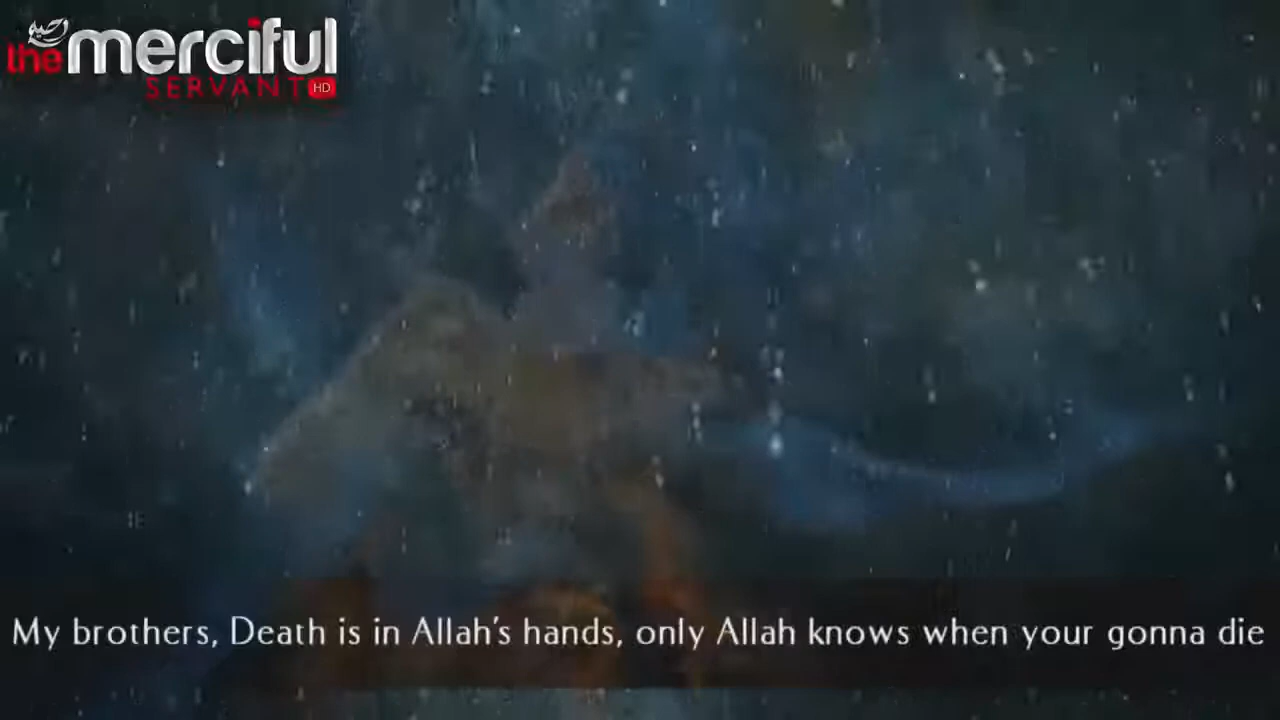 the merciful
SERVANT HD
My brothers, Death is in Allah's hands, only Allah knows when your gonna die